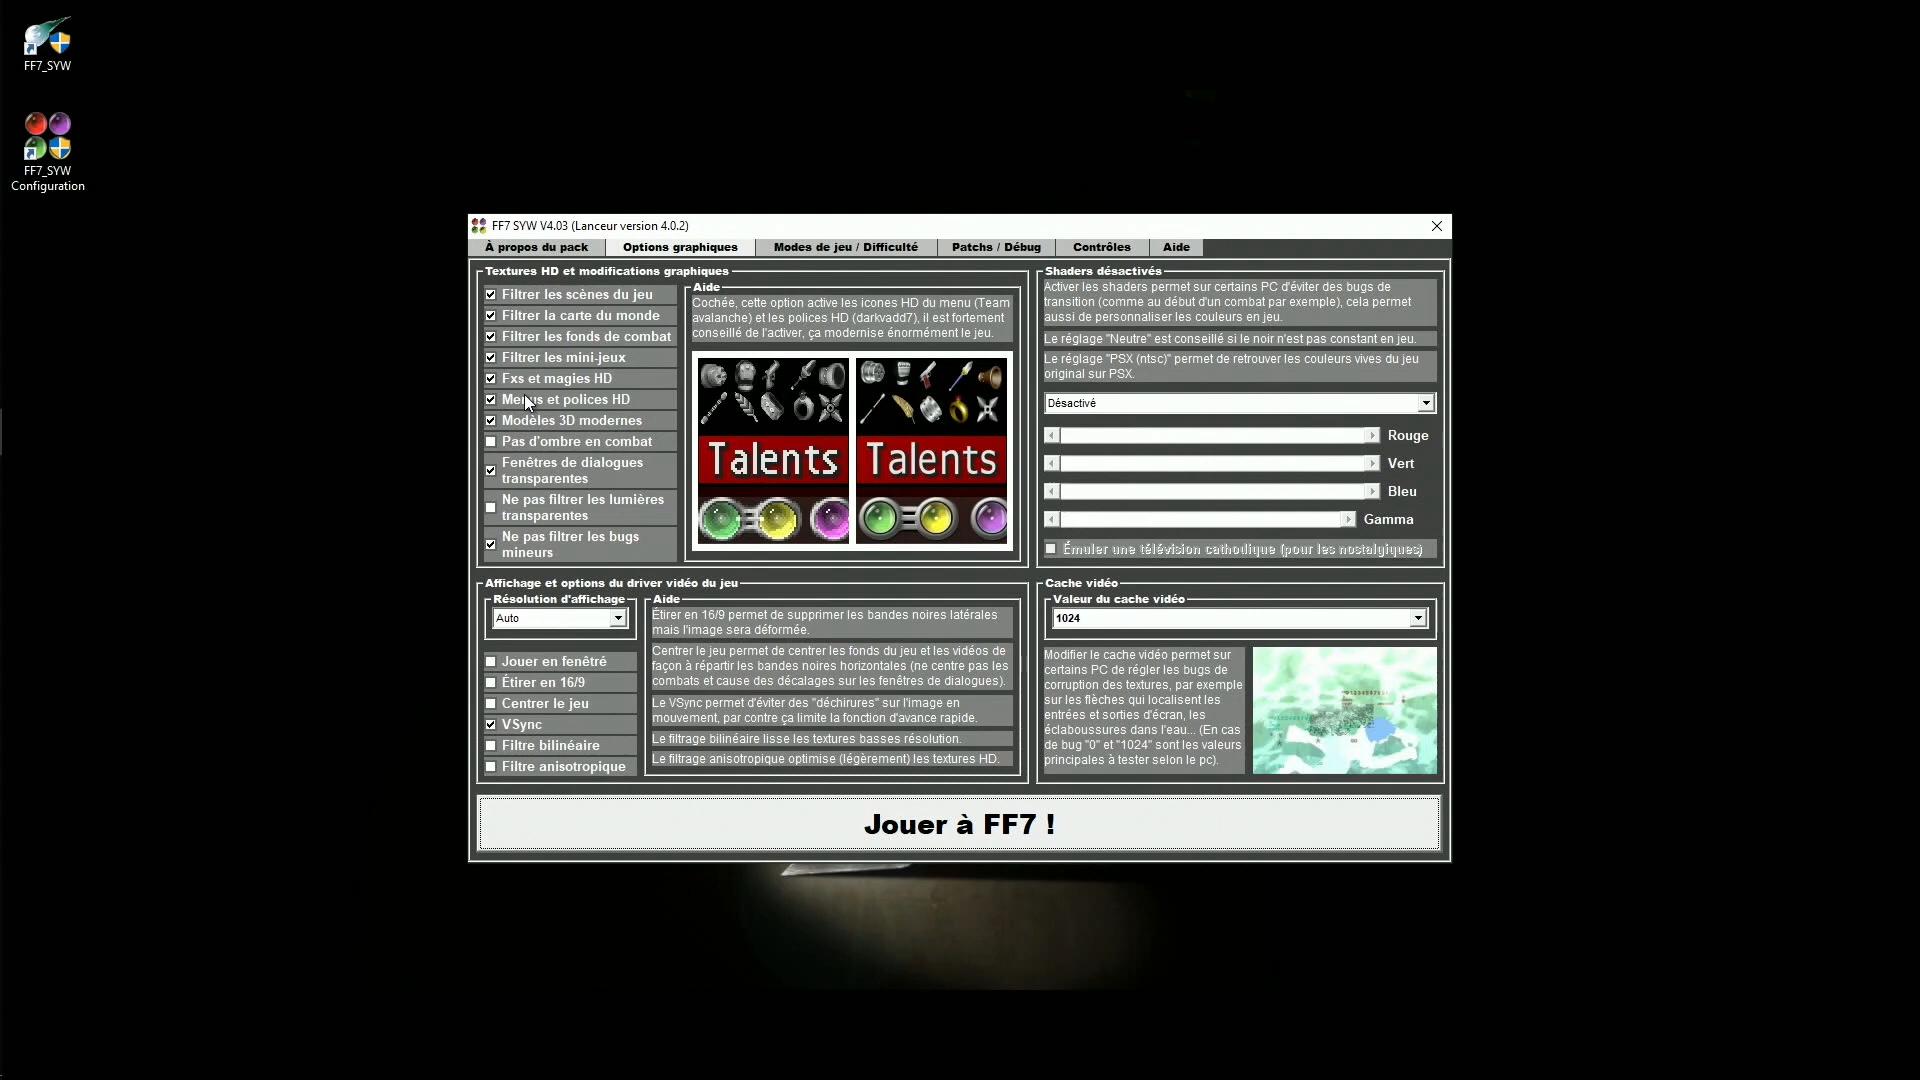 FF7_SYW
FF7_SYW
Configuration
FF7 SYW V4.03 (Lanceur version 4.0.2)
À propos du pack
Options graphiques
Modes de jeu / Difficulté
Patchs / Débug
Contrôles
Aide
Textures HD et modifications graphiques
Filtrer les scènes du jeu
Filtrer la carte du monde
Filtrer les fonds de combat
Filtrer les mini-jeux
Fxs et magies HD
Menus et polices HD
Modèles 3D modernes
Pas d'ombre en combat
Fenêtres de dialogues
transparentes
Ne pas filtrer les lumières
transparentes
Ne pas filtrer les bugs
mineurs
Aide
Cochée, cette option active les icones HD du menu (Team
avalanche) et les polices HD (darkvadd7), il est fortement
conseillé de l'activer, ça modernise énormément le jeu.
Talents
Talents
Shaders désactivés
Activer les shaders permet sur certains PC d'éviter des bugs de
transition (comme au début d'un combat par exemple), cela permet
aussi de personnaliser les couleurs en jeu.
Le réglage "Neutre" est conseillé si le noir n'est pas constant en jeu.
Le réglage "PSX (ntsc)" permet de retrouver les couleurs vives du jeu
original sur PSX.
Désactivé
Rouge
Vert
Bleu
Gamma
Émuler une télévision cathodique (pour les nostalgiques)
Affichage et options du driver vidéo du jeu
Résolution d'affichage
Auto
Jouer en fenêtré
Étirer en 16/9
Centrer le jeu
VSync
Filtre bilinéaire
Filtre anisotropique
Aide
Étirer en 16/9 permet de supprimer les bandes noires latérales
mais l'image sera déformée.
Centrer le jeu permet de centrer les fonds du jeu et les vidéos de
façon à répartir les bandes noires horizontales (ne centre pas les
combats et cause des décalages sur les fenêtres de dialogues).
Le VSync permet d'éviter des "déchirures" sur l'image en
mouvement, par contre ça limite la fonction d'avance rapide.
Le filtrage bilinéaire lisse les textures basses résolution.
Le filtrage anisotropique optimise (légèrement) les textures HD.
Cache vidéo
Valeur du cache vidéo
1024
Modifier le cache vidéo permet sur
certains PC de régler les bugs de
corruption des textures, par exemple
sur les flèches qui localisent les
entrées et sorties d'écran, les
éclaboussures dans l'eau... (En cas
de bug "0" et "1024" sont les valeurs
principales à tester selon le pc).
Jouer à FF7 !